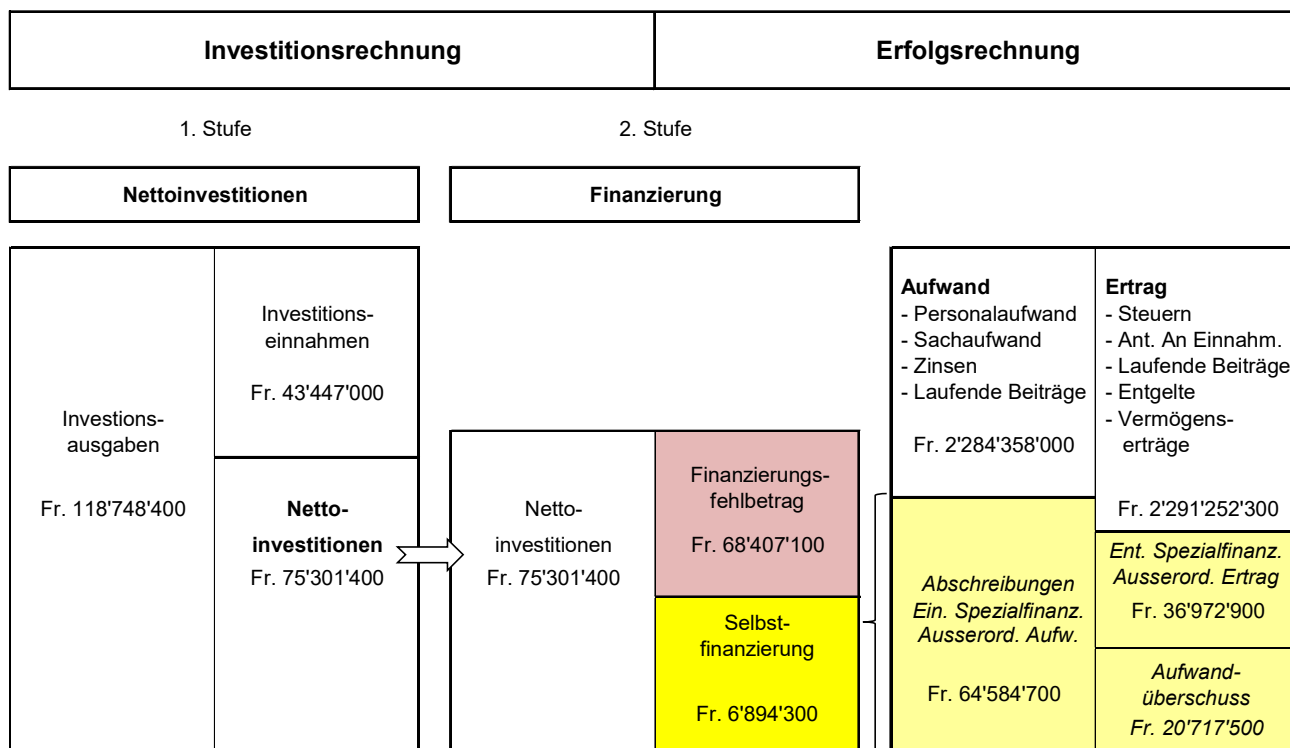 Investitionsrechnung
Erfolgsrechnung
1. Stufe
2. Stufe
Nettoinvestitionen
Finanzierung
Investions-
ausgaben
Fr. 118'748'400
Investitions-
einnahmen
Fr. 43'447'000
Netto-
investitionen
Fr. 75'301'400
Netto-
investitionen
Fr. 75'301'400
Finanzierungs-
fehlbetrag
Fr. 68'407'100
Selbst-
finanzierung
Fr. 6'894'300
Aufwand
- Personalaufwand
- Sachaufwand
- Zinsen
- Laufende Beiträge
Fr. 2'284'358'000
Abschreibungen
Ein. Spezialfinanz.
Ausserord. Aufw.
Fr. 64'584'700
Ertrag
- Steuern
- Ant. An Einnahm.
- Laufende Beiträge
- Entgelte
- Vermögens-
erträge
Fr. 2'291'252'300
Ent. Spezialfinanz.
Ausserord. Ertrag
Fr. 36'972'900
Aufwand-
überschuss
Fr. 20'717'500